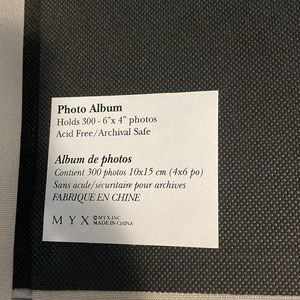 Photo Album
Holds 300 - 6"x 4" photos
Acid Free/Archival Safe
Album de photos
Contient 300 photos 10x15 cm (4x6 po)
Sans acide/securitaire pour archives
FABRIQUÉ EN CHINE
MYX ©MYX.INC
MADE IN CHINA